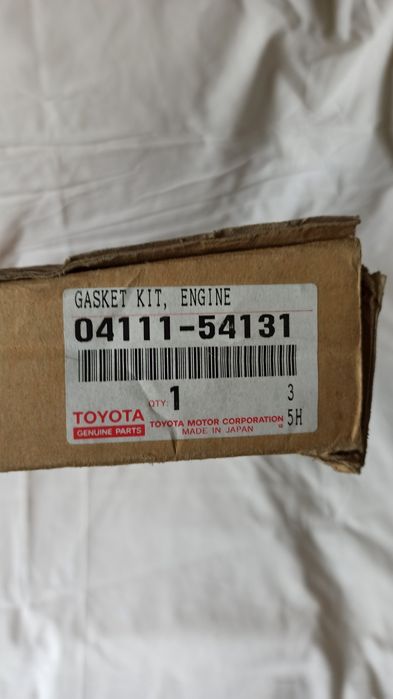 GASKET KIT, ENGINE
04111-54131
QTY: 1
3
TOYOTA
GENUINE PARTS
TOYOTA MOTOR CORPORATION
MADE IN JAPAN
5H